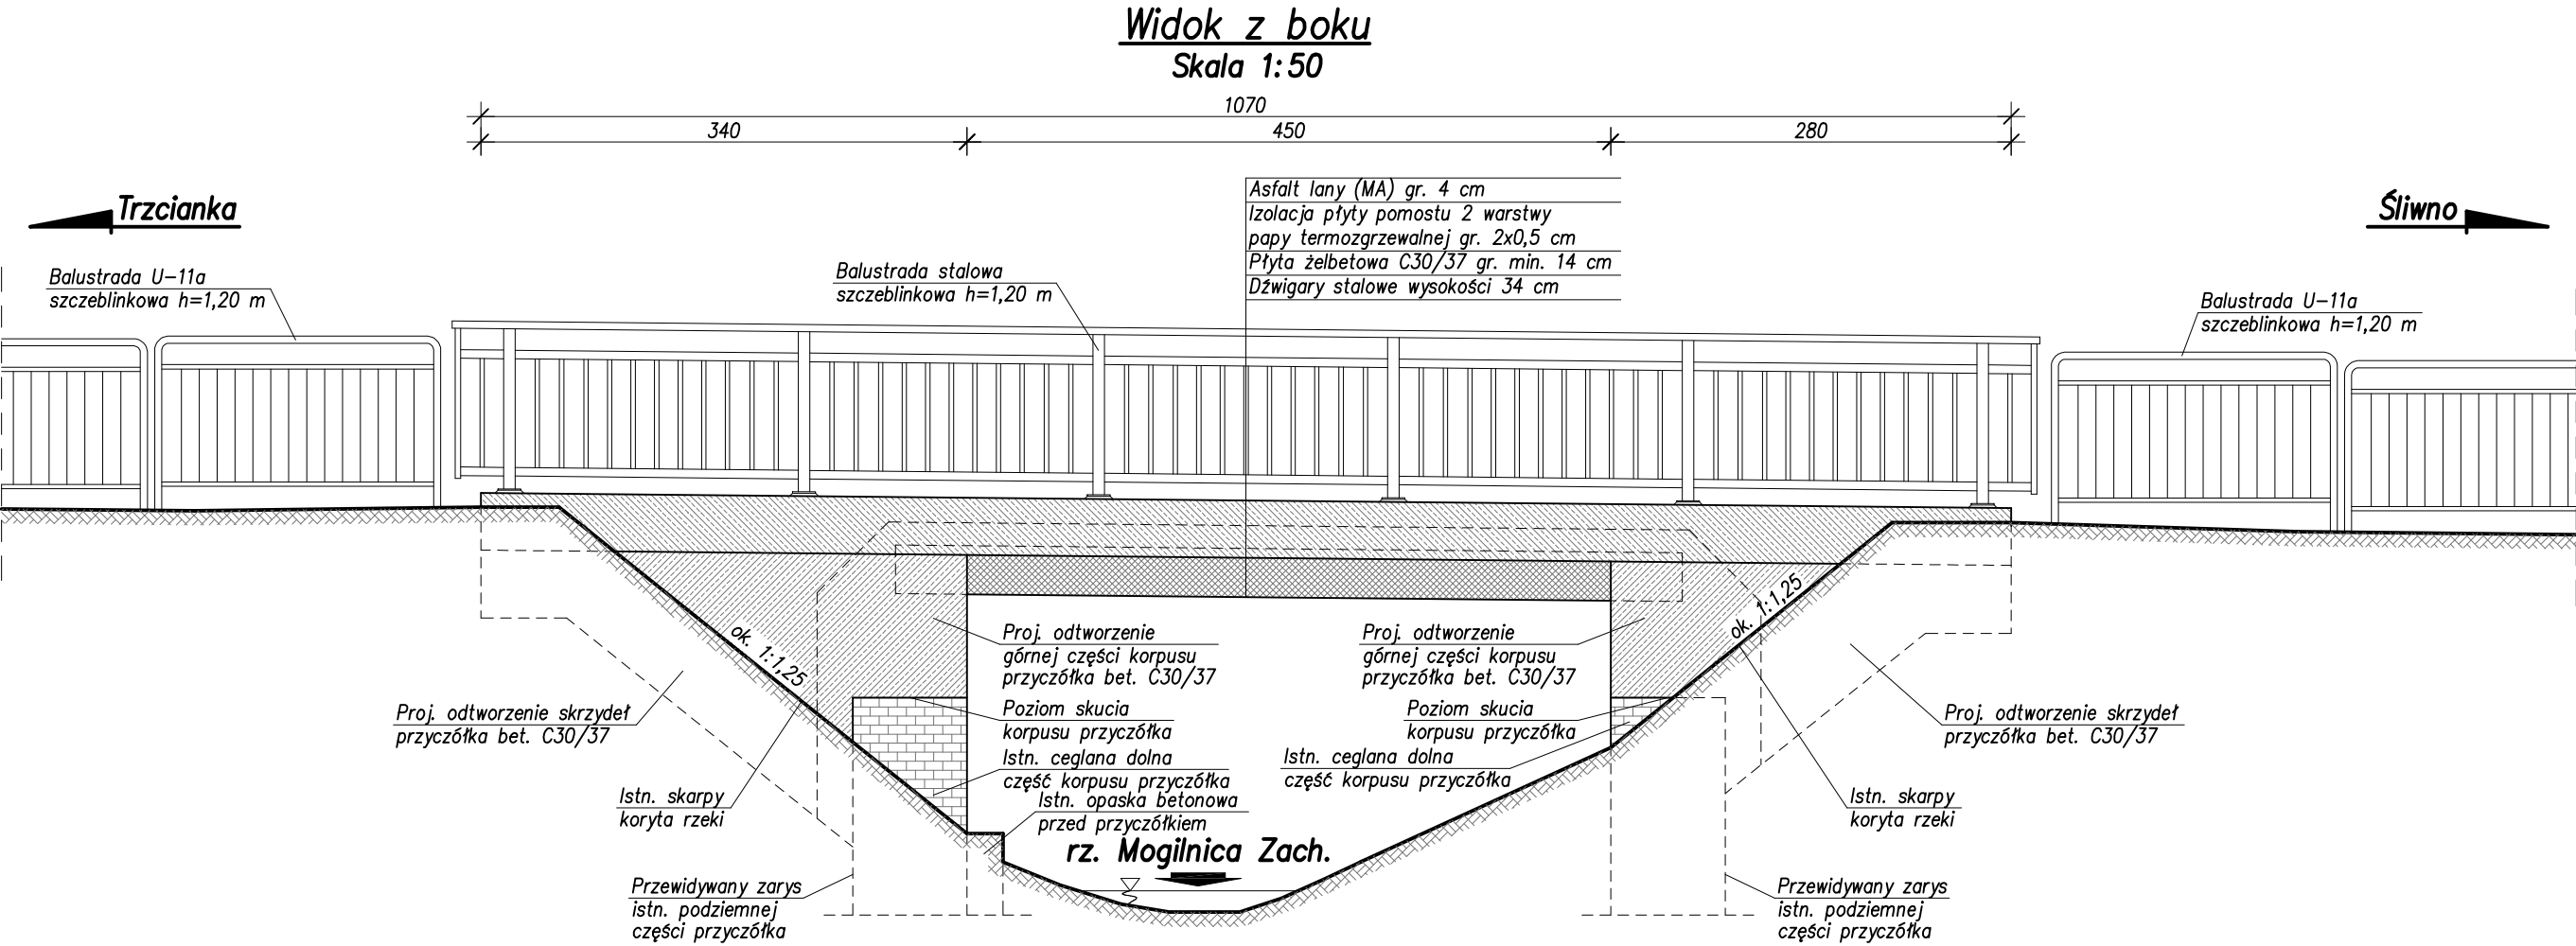 Widok z boku
Skala 1:50
1070
340
450
280
Trzcianka
Śliwno
Asfalt lany (MA) gr. 4 cm
Izolacja płyty pomostu 2 warstwy
papy termozgrzewalnej gr. 2x0,5 cm
Płyta żelbetowa C30/37 gr. min. 14 cm
Dźwigary stalowe wysokości 34 cm
Balustrada U-11a
szczeblinkowa h=1,20 m
Balustrada stalowa
szczeblinkowa h=1,20 m
Balustrada U-11a
szczeblinkowa h=1,20 m
ok. 1:1,25
ok. 1:1,25
Proj. odtworzenie
górnej części korpusu
przyczółka bet. C30/37
Proj. odtworzenie
górnej części korpusu
przyczółka bet. C30/37
Proj. odtworzenie skrzydeł
przyczółka bet. C30/37
Poziom skucia
korpusu przyczółka
Poziom skucia
korpusu przyczółka
Proj. odtworzenie skrzydeł
przyczółka bet. C30/37
Istn. ceglana dolna
część korpusu przyczółka
Istn. ceglana dolna
część korpusu przyczółka
Istn. skarpy
koryta rzeki
Istn. opaska betonowa
przed przyczółkiem
Istn. skarpy
koryta rzeki
rz. Mogilnica Zach.
Przewidywany zarys
istn. podziemnej
części przyczółka
Przewidywany zarys
istn. podziemnej
części przyczółka